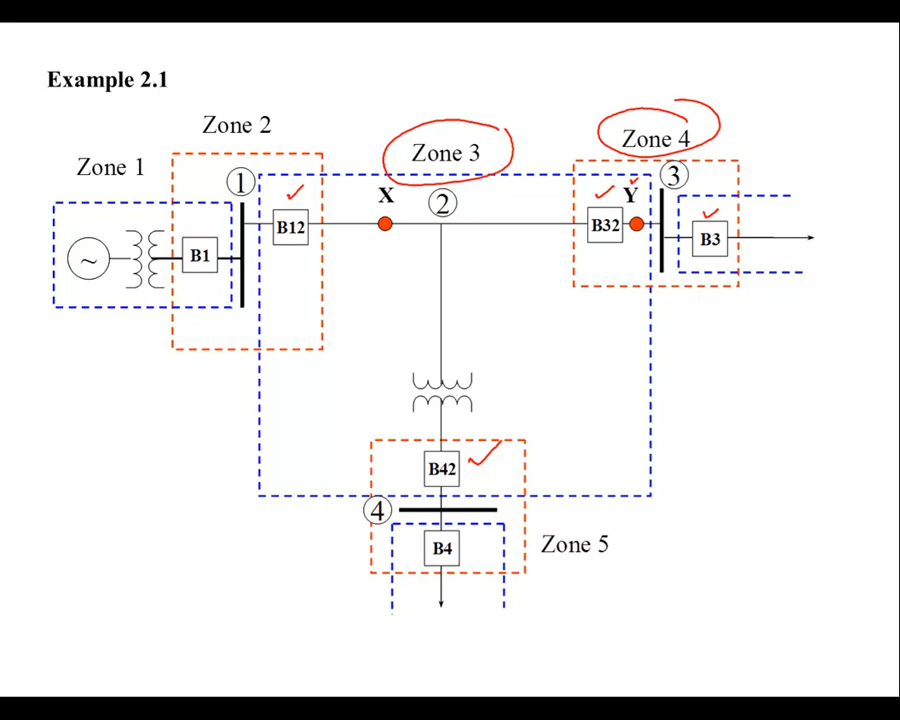 Example 2.1
Zone 2
Zone 3
Zone 4
Zone 1
1
X
2
Y
3
B12
B32
B3
B1
~
B42
4
B4
Zone 5